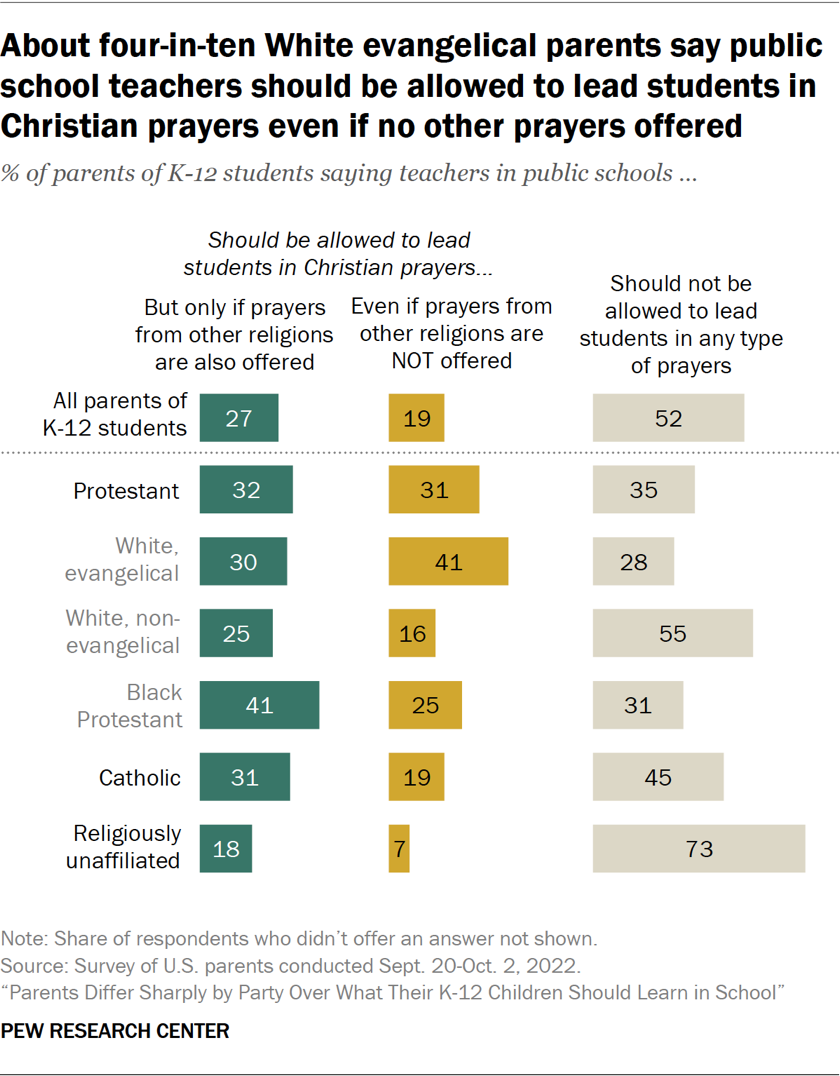 About four-in-ten White evangelical parents say public
school teachers should be allowed to lead students in
Christian prayers even if no other prayers offered
% of parents of K-12 students saying teachers in public schools ...
Should be allowed to lead
students in Christian prayers...
But only if prayers
from other religions
are also offered
Even if prayers from
other religions are
NOT offered
Should not be
allowed to lead
students in any type
of prayers
All parents of
K-12 students
27
19
52
Protestant
32
31
35
White,
evangelical
30
41
28
White, non-
evangelical
25
16
55
Black
Protestant
41
25
31
Catholic
31
19
45
Religiously
unaffiliated
18
7
73
Note: Share of respondents who didn’t offer an answer not shown.
Source: Survey of U.S. parents conducted Sept. 20-Oct. 2, 2022.
“Parents Differ Sharply by Party Over What Their K-12 Children Should Learn in School”
PEW RESEARCH CENTER